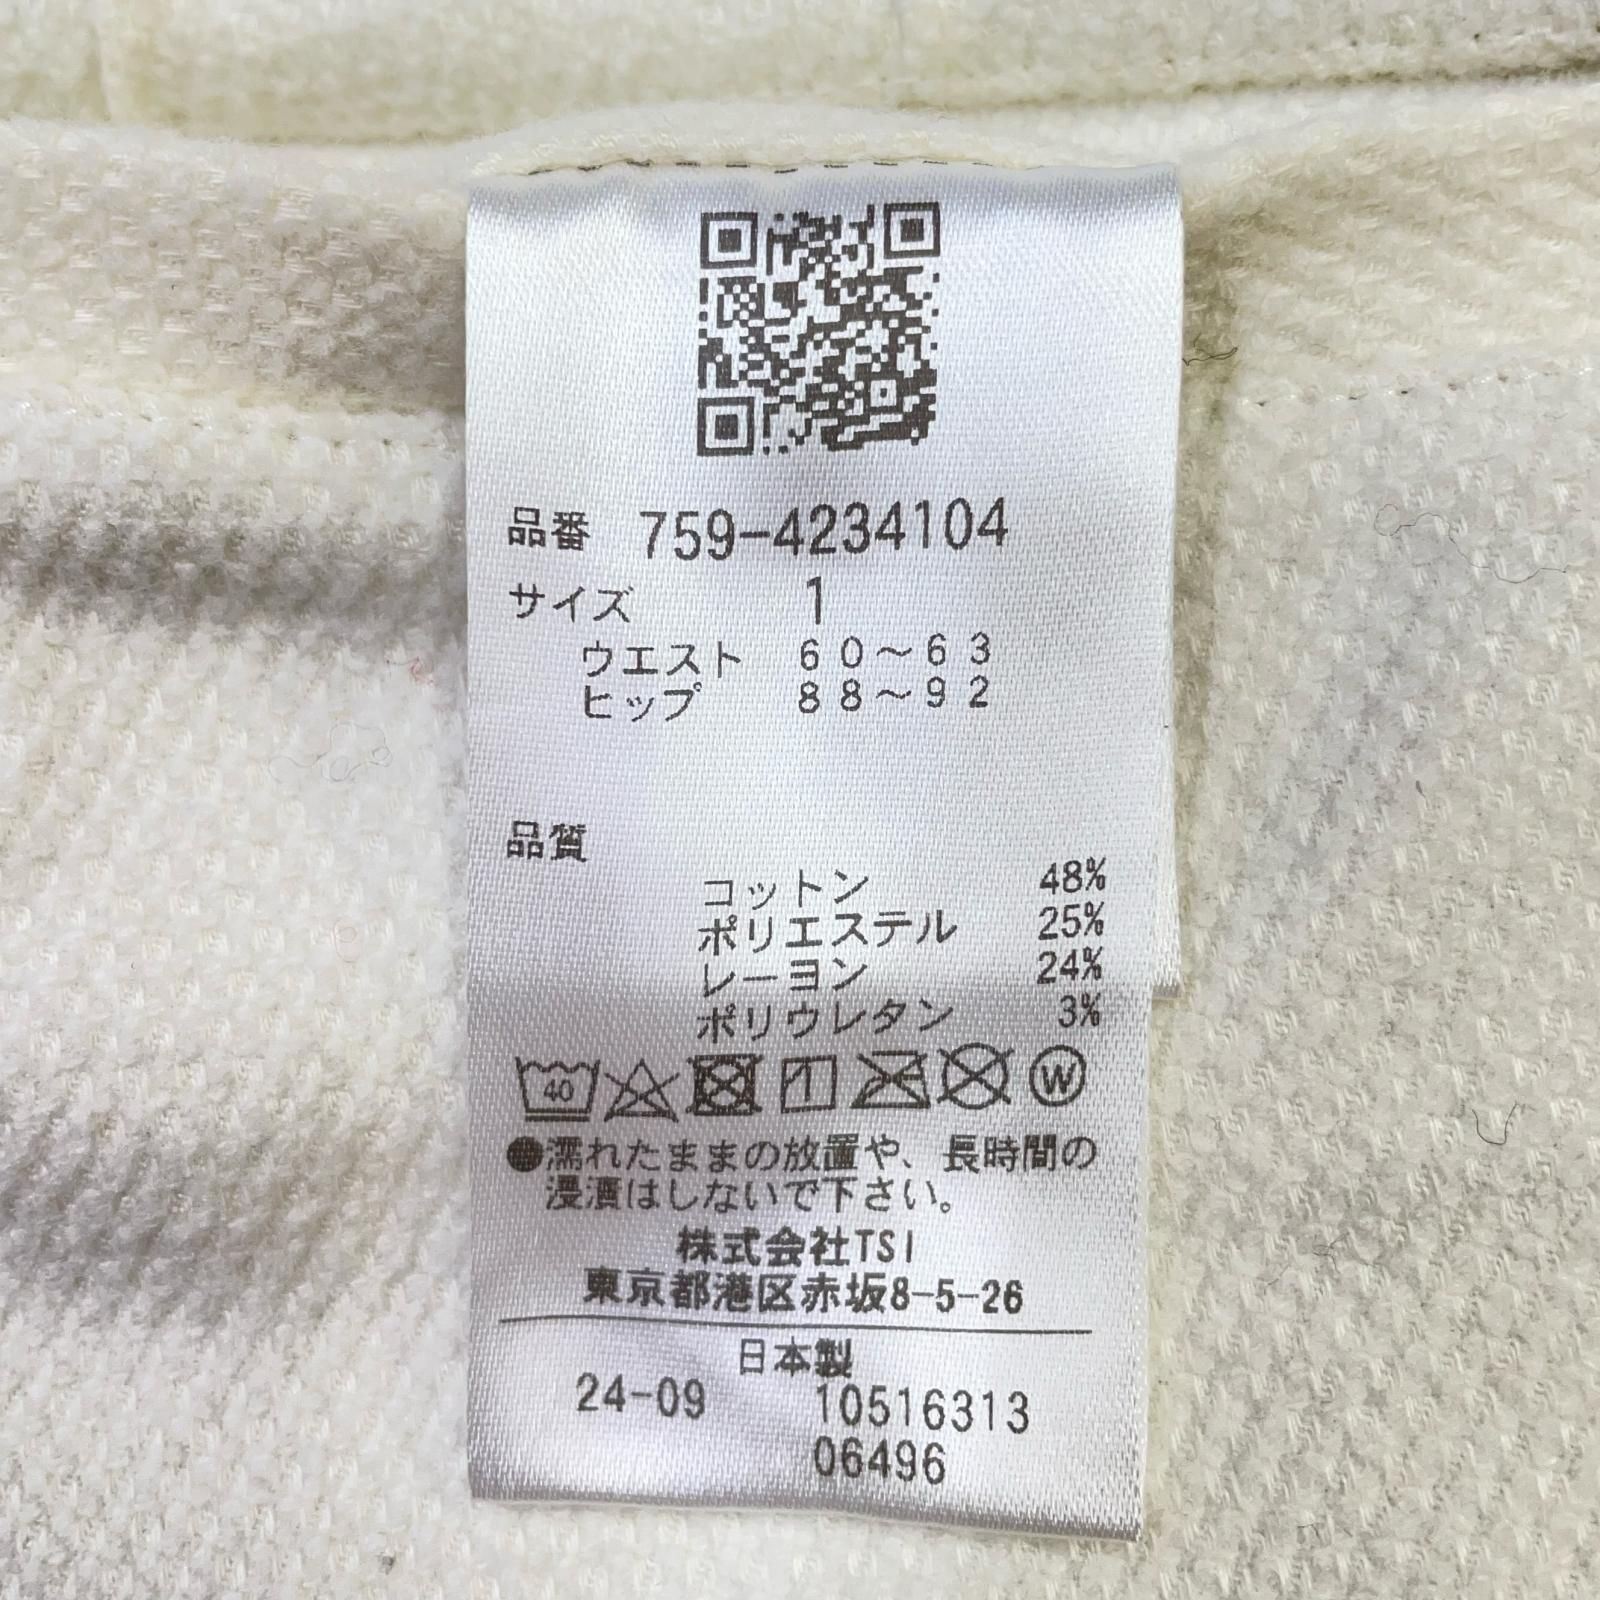 品番 759-4234104
サイズ 1
ウエスト 60～63
ヒップ 88～92
品質
コットン 48%
ポリエステル 25%
レーヨン 24%
ポリウレタン 3%
40 1 W
●濡れたままの放置や、長時間の
浸漬はしないで下さい。
株式会社TSI
東京都港区赤坂8-5-26
日本製
24-09 10516313
06496